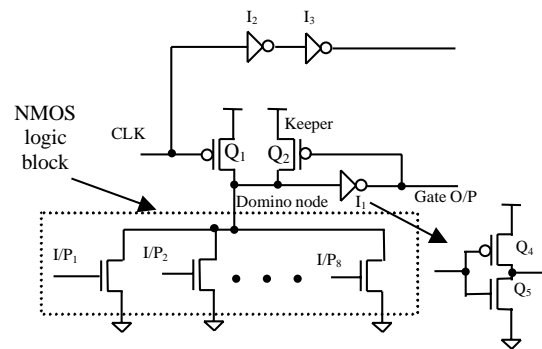 I2
I3
NMOS
logic
block
CLK
Keeper
Q1
Q2
Domino node
I1
Gate O/P
I/P1
I/P2
I/P8
Q4
Q5